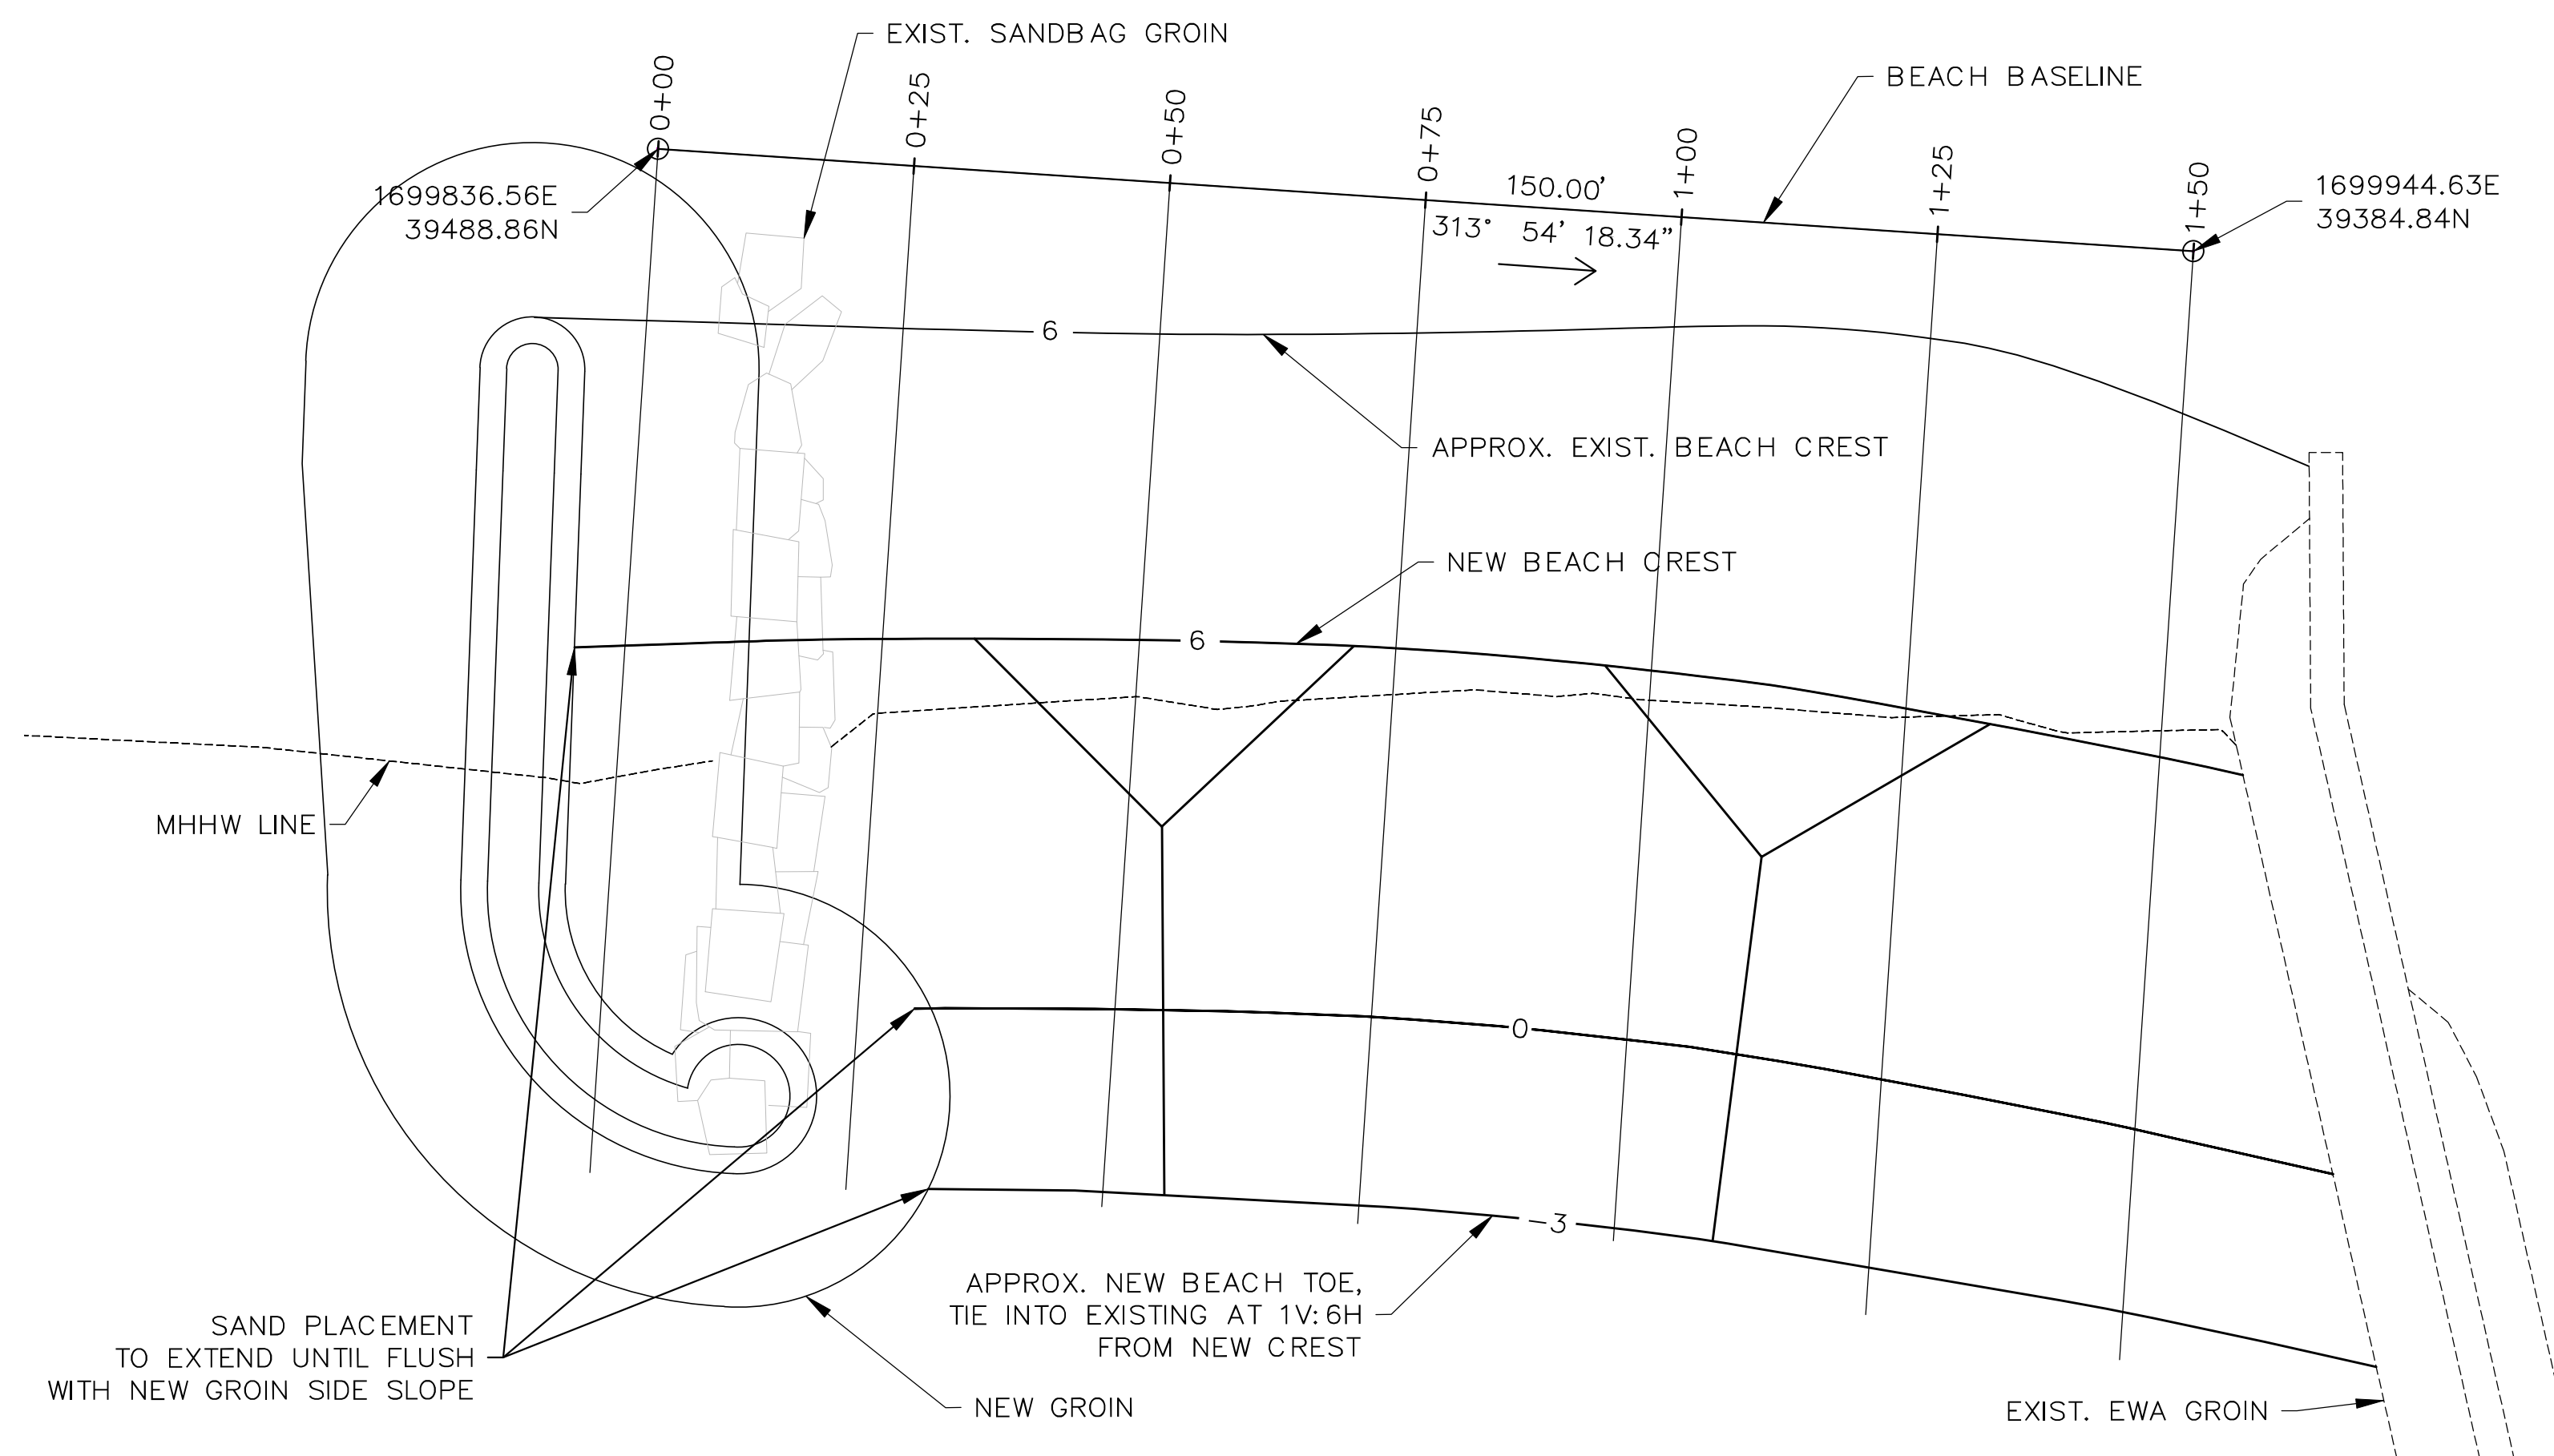 EXIST. SANDBAG GROIN
BEACH BASELINE
0+00
0+25
0+50
0+75
1+00
1+25
1+50
1699836.56E
39488.86N
150.00'
313° 54' 18.34"
1699944.63E
39384.84N
6
APPROX. EXIST. BEACH CREST
NEW BEACH CREST
6
MHHW LINE
0
-3
APPROX. NEW BEACH TOE,
TIE INTO EXISTING AT 1V:6H
FROM NEW CREST
SAND PLACEMENT
TO EXTEND UNTIL FLUSH
WITH NEW GROIN SIDE SLOPE
NEW GROIN
EXIST. EWA GROIN